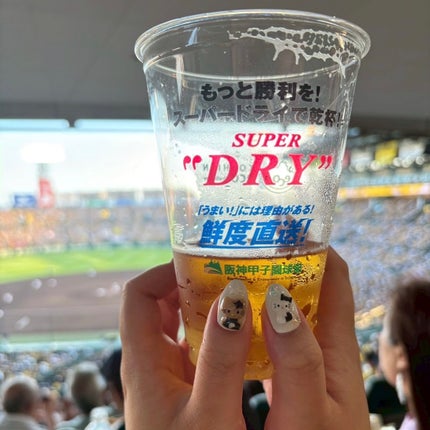 もっと勝利を!
スーパードライで乾杯!
SUPER
"DRY"
「うまい!」には理由がある!
鮮度直送!
阪神甲子園球場